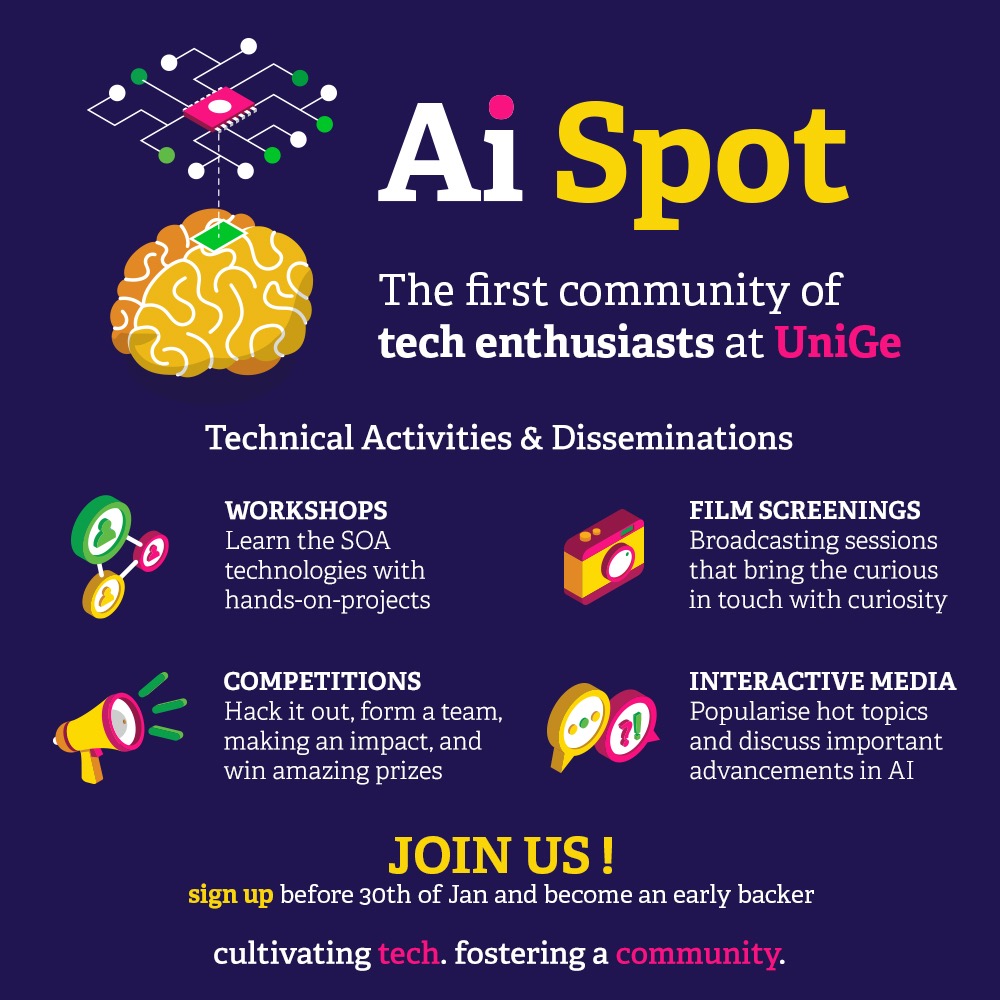 Ai Spot
The first community of
tech enthusiasts at UniGe
Technical Activities & Disseminations
WORKSHOPS
Learn the SOA
technologies with
hands-on-projects
FILM SCREENINGS
Broadcasting sessions
that bring the curious
in touch with curiosity
COMPETITIONS
Hack it out, form a team,
making an impact, and
win amazing prizes
?!
INTERACTIVE MEDIA
Popularise hot topics
and discuss important
advancements in AI
JOIN US !
sign up before 30th of Jan and become an early backer
cultivating tech. fostering a community.